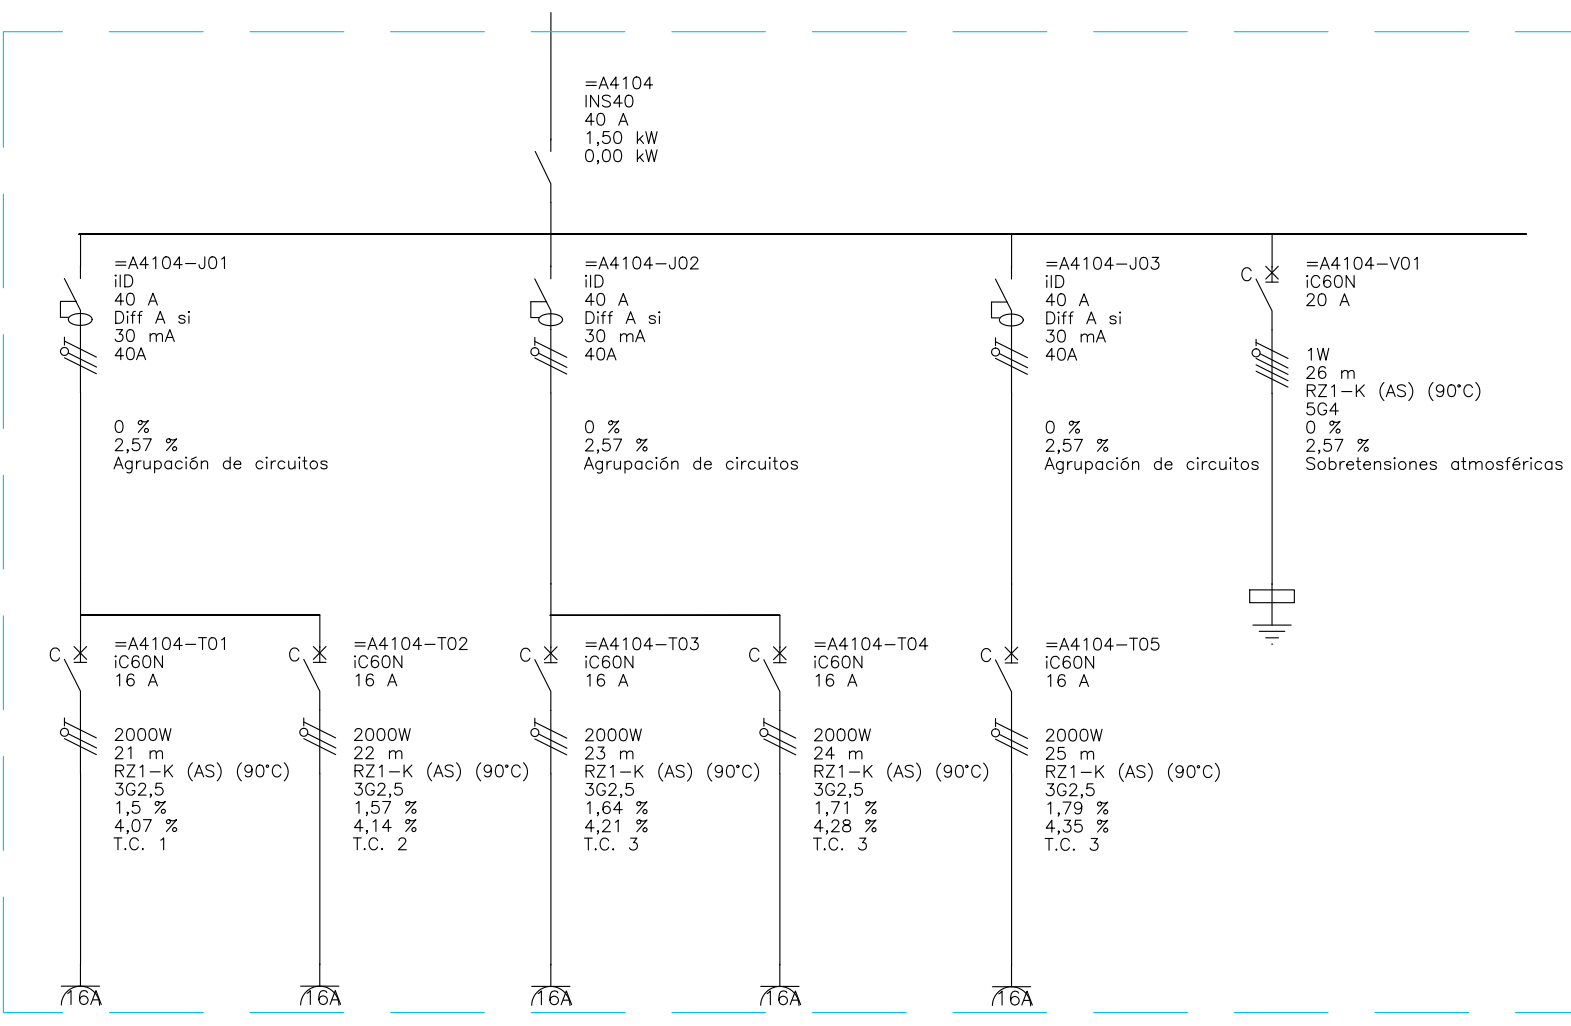 =A4104
INS40
40 A
1,50 kW
0,00 kW
=A4104-J01
iID
40 A
Diff A si
30 mA
40A
0 %
2,57 %
Agrupación de circuitos
=A4104-J02
iID
40 A
Diff A si
30 mA
40A
0 %
2,57 %
Agrupación de circuitos
=A4104-J03
iID
40 A
Diff A si
30 mA
40A
0 %
2,57 %
Agrupación de circuitos
C
=A4104-V01
iC60N
20 A
1W
26 m
RZ1-K (AS) (90°C)
5G4
0 %
2,57 %
Sobretensiones atmosféricas
C
=A4104-T01
iC60N
16 A
2000W
21 m
RZ1-K (AS) (90°C)
3G2,5
1,5 %
4,07 %
T.C. 1
16A
C
=A4104-T02
iC60N
16 A
2000W
22 m
RZ1-K (AS) (90°C)
3G2,5
1,57 %
4,14 %
T.C. 2
16A
C
=A4104-T03
iC60N
16 A
2000W
23 m
RZ1-K (AS) (90°C)
3G2,5
1,64 %
4,21 %
T.C. 3
16A
C
=A4104-T04
iC60N
16 A
2000W
24 m
RZ1-K (AS) (90°C)
3G2,5
1,71 %
4,28 %
T.C. 3
16A
C
=A4104-T05
iC60N
16 A
2000W
25 m
RZ1-K (AS) (90°C)
3G2,5
1,79 %
4,35 %
T.C. 3
16A